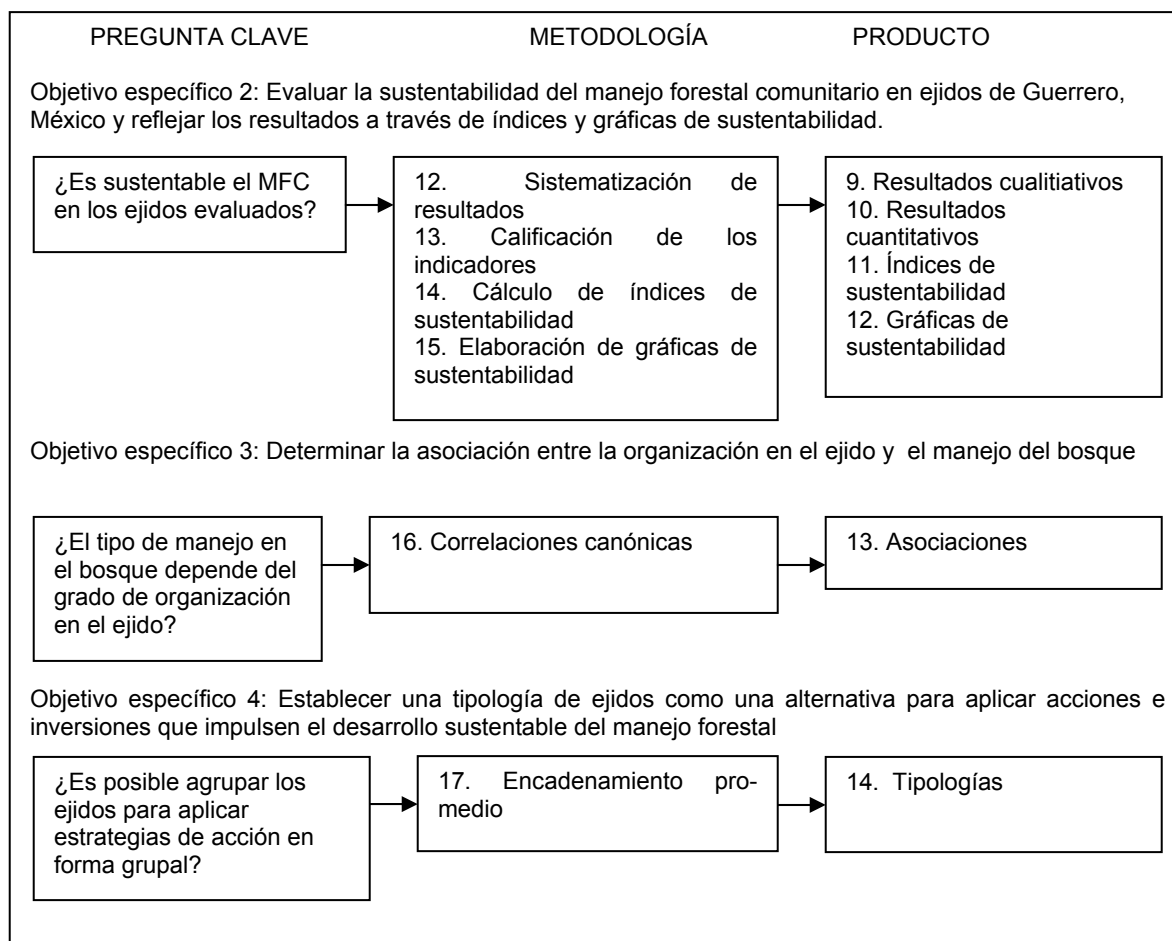 PREGUNTA CLAVE METODOLOGÍA PRODUCTO
Objetivo específico 2: Evaluar la sustentabilidad del manejo forestal comunitario en ejidos de Guerrero,
México y reflejar los resultados a través de índices y gráficas de sustentabilidad.
¿Es sustentable el MFC
en los ejidos evaluados?
12. Sistematización de
resultados
13. Calificación de los
indicadores
14. Cálculo de índices de
sustentabilidad
15. Elaboración de gráficas de
sustentabilidad
9. Resultados cualitiativos
10. Resultados
cuantitativos
11. Índices de
sustentabilidad
12. Gráficas de
sustentabilidad
Objetivo específico 3: Determinar la asociación entre la organización en el ejido y el manejo del bosque
¿El tipo de manejo en
el bosque depende del
grado de organización
en el ejido?
16. Correlaciones canónicas
13. Asociaciones
Objetivo específico 4: Establecer una tipología de ejidos como una alternativa para aplicar acciones e
inversiones que impulsen el desarrollo sustentable del manejo forestal
¿Es posible agrupar los
ejidos para aplicar
estrategias de acción en
forma grupal?
17. Encadenamiento pro-
medio
14. Tipologías